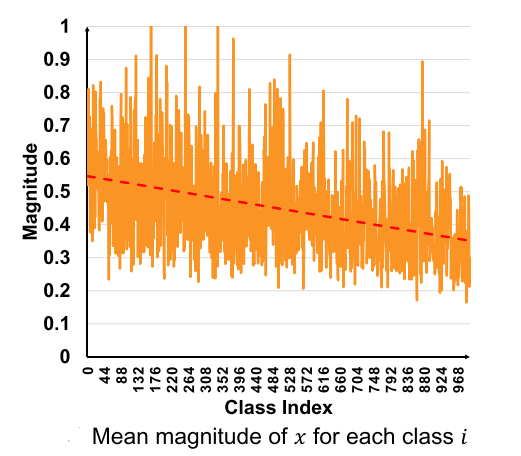 1
0.9
0.8
0.7
0.6
0.5
0.4
0.3
0.2
0.1
0
Magnitude
0 44 88 132 176 220 264 308 352 396 440 484 528 572 616 660 704 748 792 836 880 924 968
Class Index
Mean magnitude of x for each class i